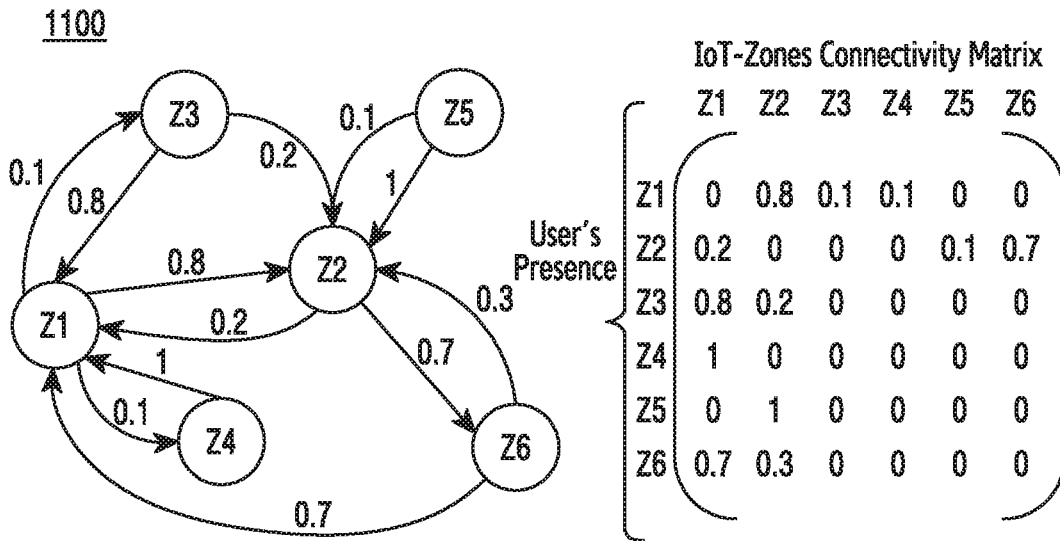 1100
IoT-Zones Connectivity Matrix
Z1 Z2 Z3 Z4 Z5 Z6
Z3
Z5
0.1
0.2
0.1
0.8
1
Z1 0 0.8 0.1 0.1 0 0
User's
Presence
Z2 0.2 0 0 0 0.1 0.7
0.8
Z2
0.3
Z3 0.8 0.2 0 0 0 0
Z1
0.2
0.7
Z4 1 0 0 0 0 0
1
0.1
Z4
Z6
Z5 0 1 0 0 0 0
Z6 0.7 0.3 0 0 0 0
0.7